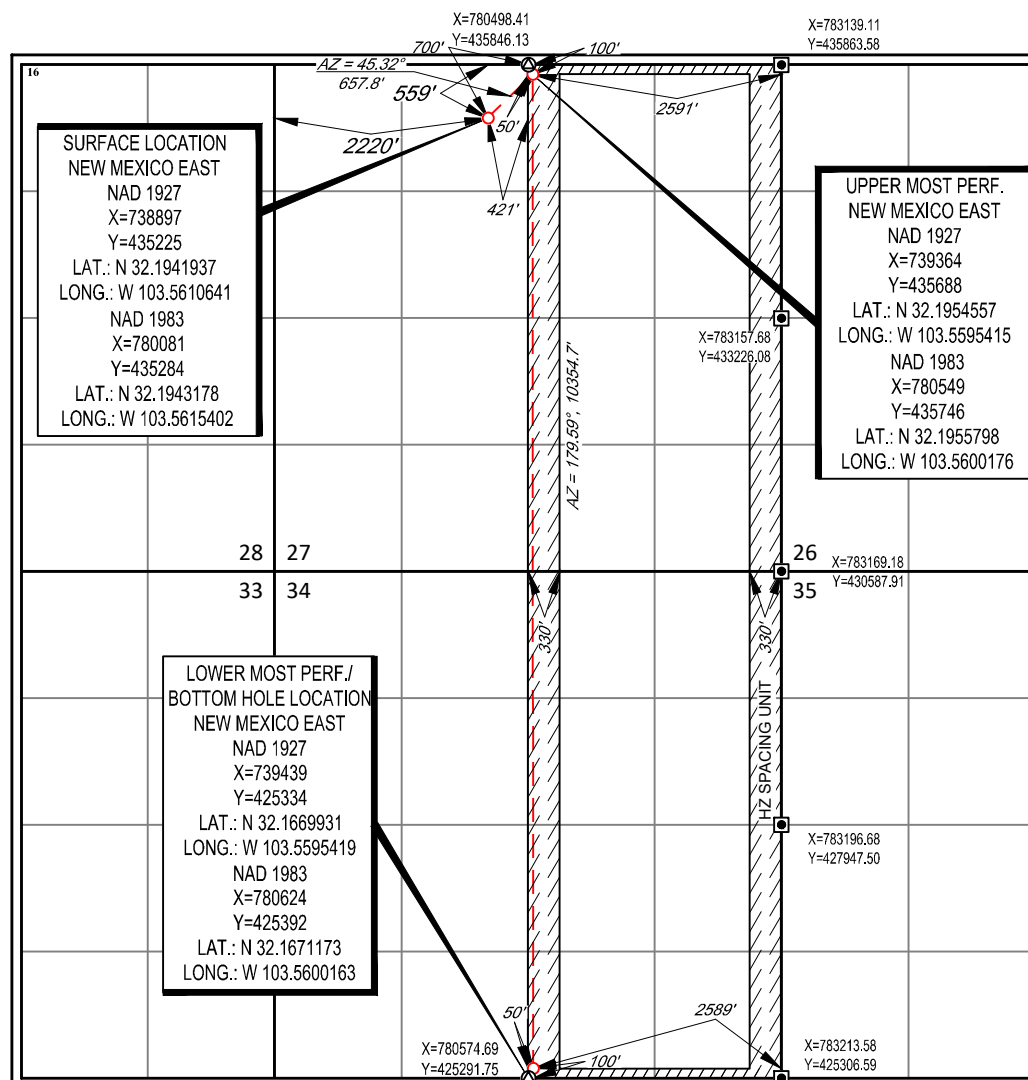 X=780498.41
Y=435846.13
X=783139.11
Y=435863.58
700'
100'
16
AZ = 45.32°
657.8'
559'
50'
2591'
2220'
421'
SURFACE LOCATION
NEW MEXICO EAST
NAD 1927
X=738897
Y=435225
LAT.: N 32.1941937
LONG.: W 103.5610641
NAD 1983
X=780081
Y=435284
LAT.: N 32.1943178
LONG.: W 103.5615402
UPPER MOST PERF.
NEW MEXICO EAST
NAD 1927
X=739364
Y=435688
LAT.: N 32.1954557
LONG.: W 103.5595415
NAD 1983
X=780549
Y=435746
LAT.: N 32.1955798
LONG.: W 103.5600176
X=783157.68
Y=433226.08
AZ = 179.59°, 10354.7'
28 27
26
X=783169.18
Y=430587.91
33 34
35
330'
330'
HZ SPACING UNIT
LOWER MOST PERF./
BOTTOM HOLE LOCATION
NEW MEXICO EAST
NAD 1927
X=739439
Y=425334
LAT.: N 32.1669931
LONG.: W 103.5595419
NAD 1983
X=780624
Y=425392
LAT.: N 32.1671173
LONG.: W 103.5600163
X=783196.68
Y=427947.50
50'
2589'
X=780574.69
Y=425291.75
100'
X=783213.58
Y=425306.59